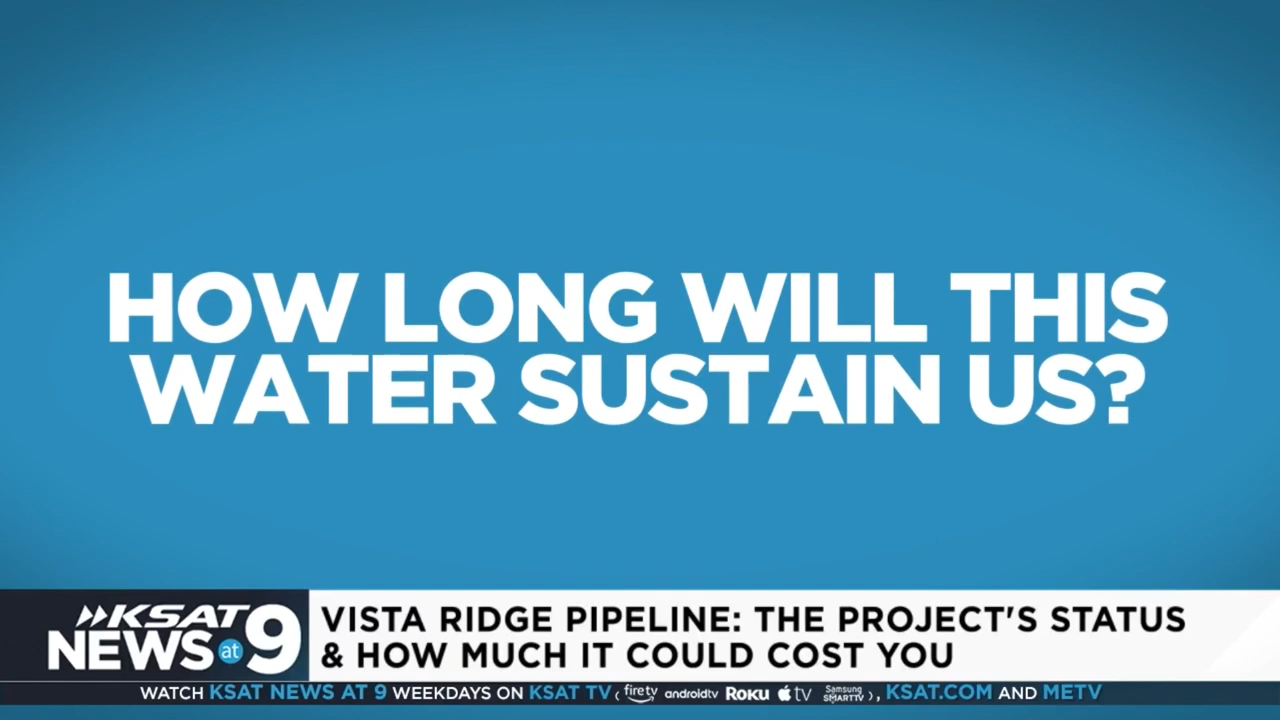 HOW LONG WILL THIS
WATER SUSTAIN US?
KSAT
NEWS at 9
VISTA RIDGE PIPELINE: THE PROJECT'S STATUS
& HOW MUCH IT COULD COST YOU
WATCH KSAT NEWS AT 9 WEEKDAYS ON KSAT TV ( firetv androidtv Roku tv Samsung SMARTTV ), KSAT.COM AND METV